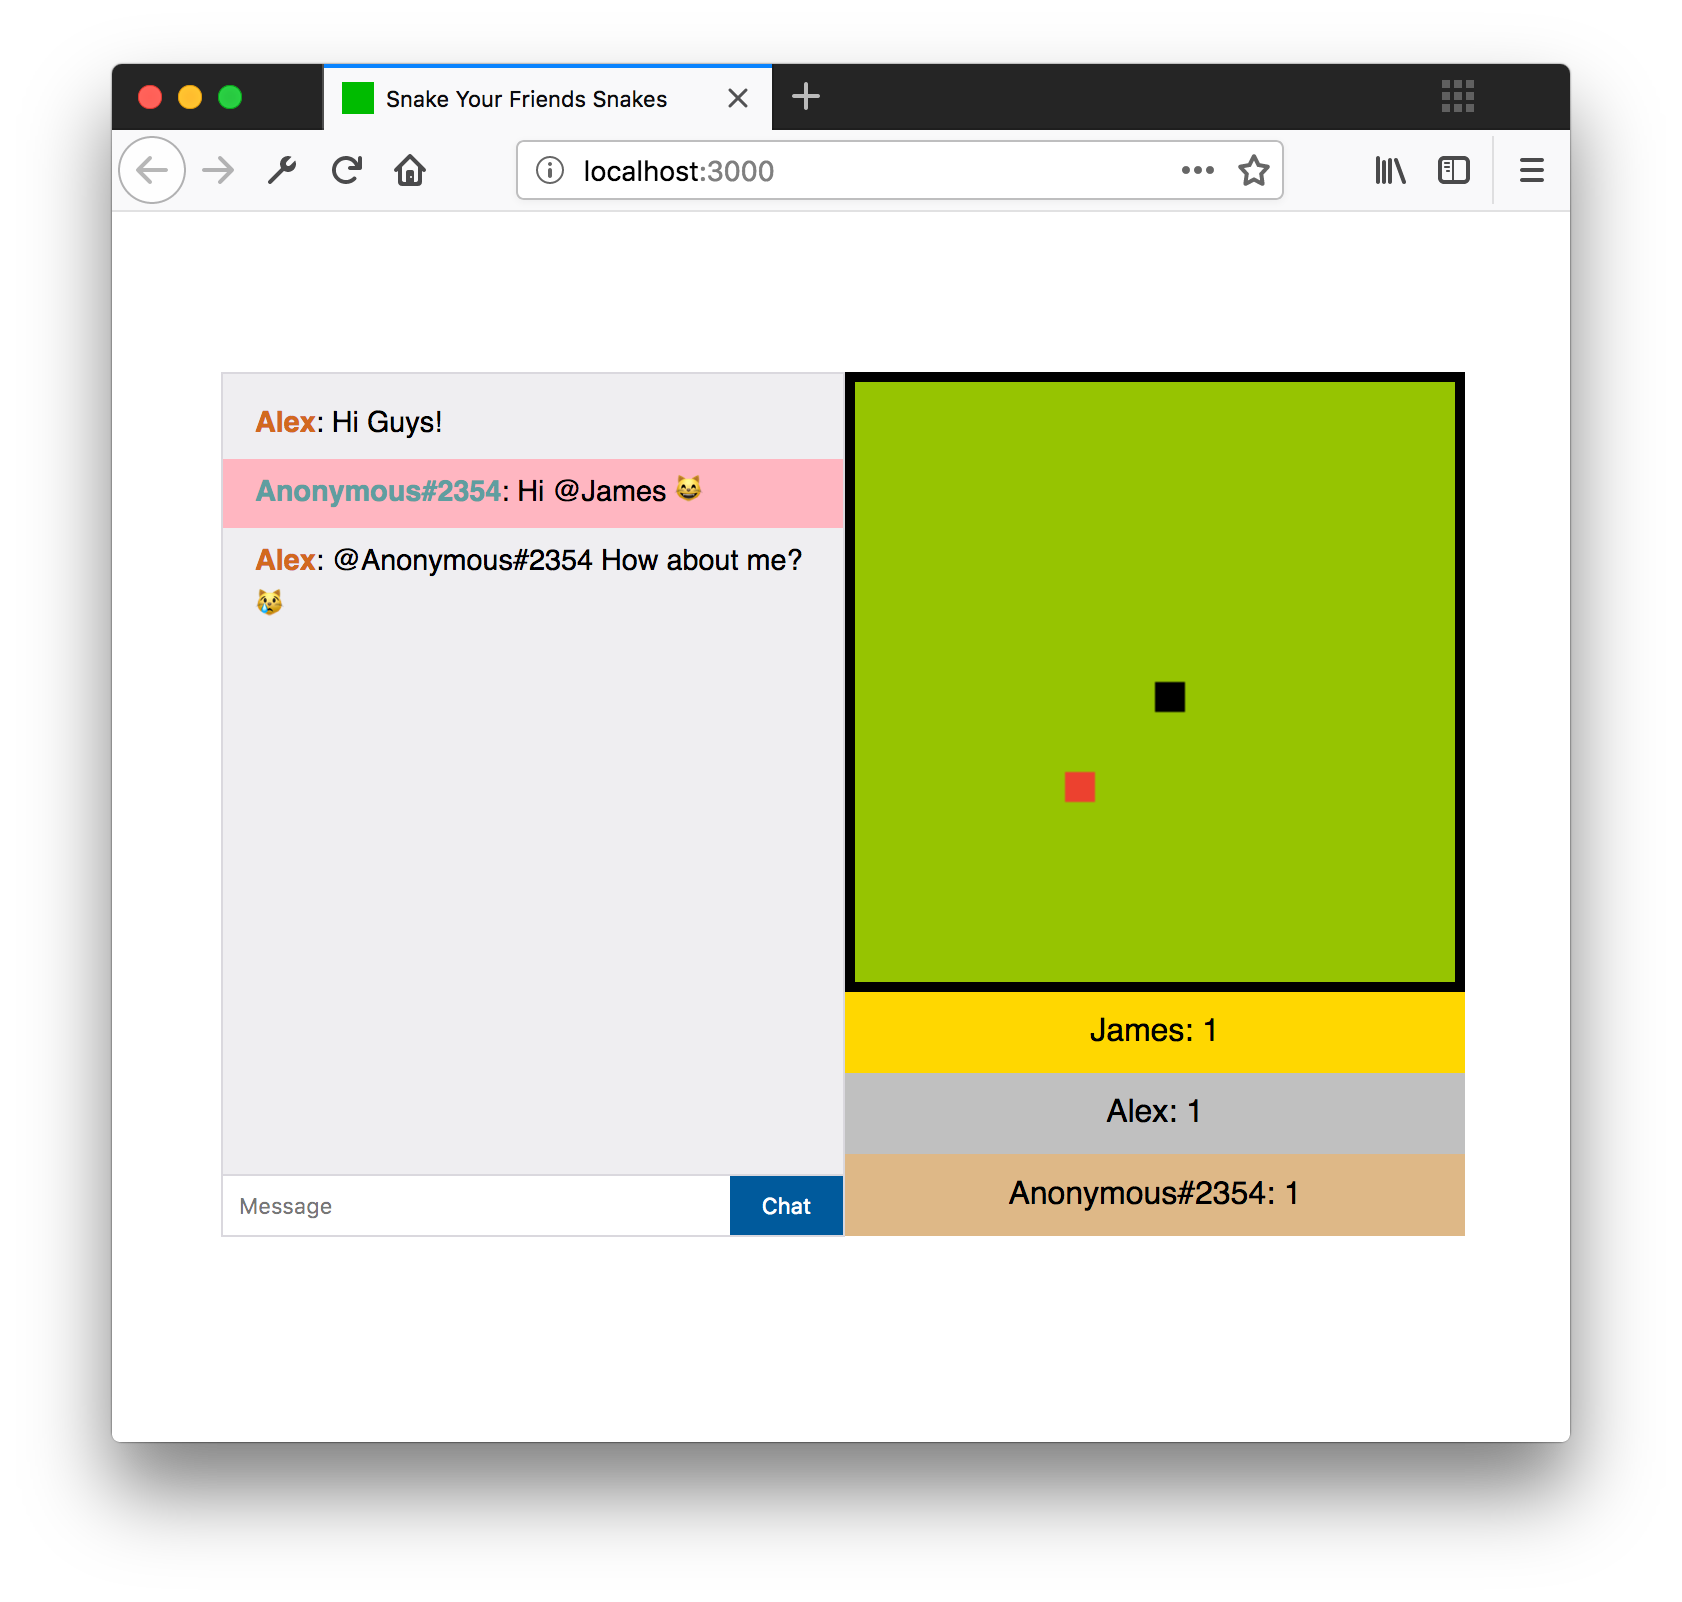 Snake Your Friends Snakes
localhost:3000
Alex: Hi Guys!
Anonymous#2354: Hi @James 😸
Alex: @Anonymous#2354 How about me?
😿
Message
Chat
James: 1
Alex: 1
Anonymous#2354: 1